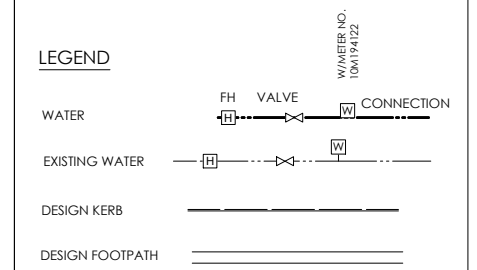 W/METER NO.
10M194122
LEGEND
FH VALVE
W CONNECTION
WATER
H
W
EXISTING WATER
H
DESIGN KERB
DESIGN FOOTPATH